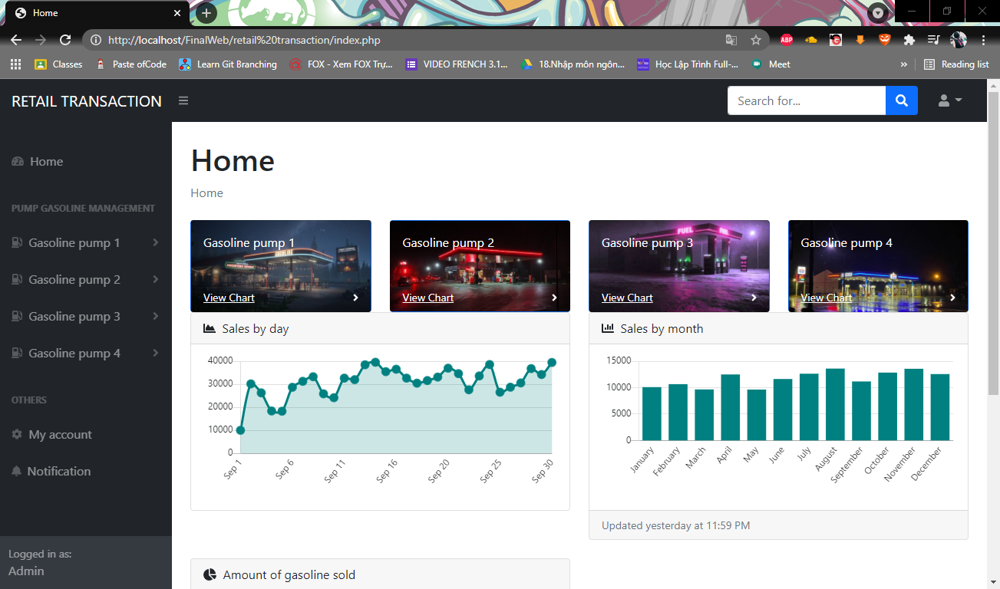 Home
http://localhost/FinalWeb/retail%20transaction/index.php
ABP
Classes
Paste ofCode
Learn Git Branching
FOX - Xem FOX Trự...
VIDEO FRENCH 3.1...
18.Nhập môn ngôn...
Học Lập Trình Full-...
Meet
»
Reading list
RETAIL TRANSACTION
Search for...
Home
PUMP GASOLINE MANAGEMENT
Gasoline pump 1
Gasoline pump 2
Gasoline pump 3
Gasoline pump 4
OTHERS
My account
Notification
Logged in as:
Admin
Home
Home
Gasoline pump 1
GASOLINE
View Chart
Gasoline pump 2
View Chart
Gasoline pump 3
FUEL
View Chart
Gasoline pump 4
View Chart
Sales by day
40000
30000
20000
10000
0
Sep 1
Sep 6
Sep 11
Sep 16
Sep 20
Sep 25
Sep 30
Sales by month
15000
10000
5000
0
January
February
March
April
May
June
July
August
September
October
November
December
Updated yesterday at 11:59 PM
Amount of gasoline sold